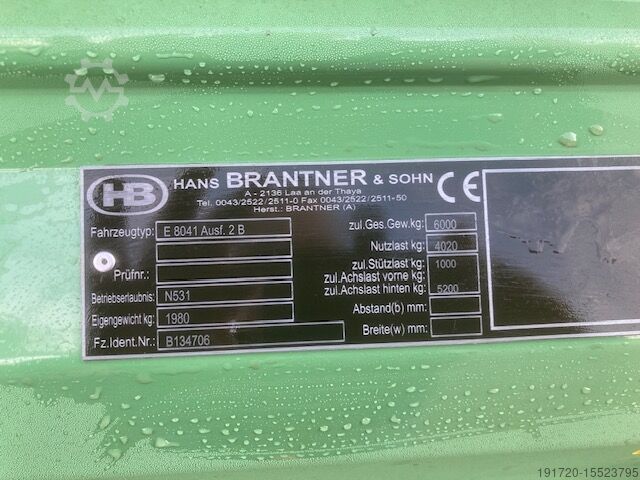 HB HANS BRANTNER & SOHN CE
A - 2136 Laa an der Thaya
Tel. 0043/2522/2511-0 Fax 0043/2522/2511-50
Herst.: BRANTNER (A)
Fahrzeugtyp: E 8041 Ausf. 2 B
Prüfnr.:
Betriebserlaubnis: N531
Eigengewicht kg: 1980
Fz.Ident.Nr.: B134706
zul.Ges.Gew.kg: 6000
Nutzlast kg: 4020
zul.Stützlast kg: 1000
zul.Achslast vorne kg:
zul.Achslast hinten kg: 5200
Abstand(b) mm:
Breite(w) mm:
191720-15523795